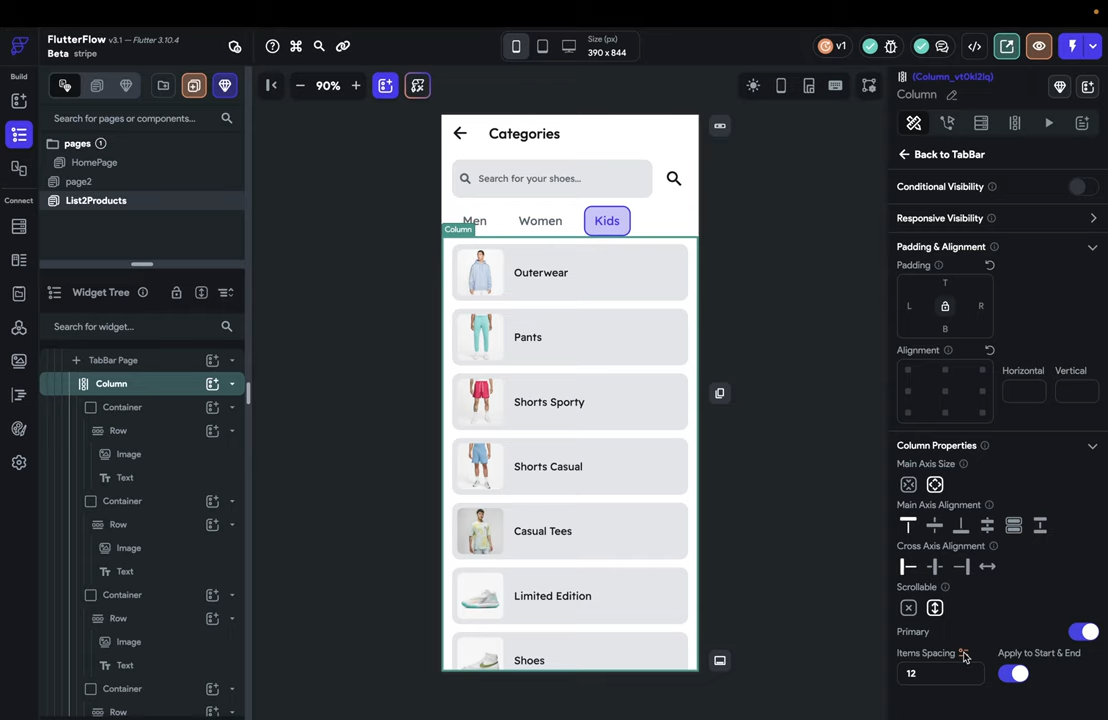 FlutterFlow v3.1 - Flutter 3.10.4
Beta stripe
Size (px)
390 x 844
v1
Build
Connect
90%
Search for pages or components...
pages 1
HomePage
page2
List2Products
Widget Tree
Search for widget...
TabBar Page
Column
Container
Row
Image
Text
Container
Row
Image
Text
Container
Row
Image
Text
Container
Row
Categories
Search for your shoes...
Men Women Kids
Column
Outerwear
Pants
Shorts Sporty
Shorts Casual
Casual Tees
Limited Edition
Shoes
(Column_vt0kl2iq)
Column
Back to TabBar
Conditional Visibility
Responsive Visibility
Padding & Alignment
Padding
T
L R
B
Alignment
Horizontal Vertical
Column Properties
Main Axis Size
Main Axis Alignment
Cross Axis Alignment
Scrollable
Primary
Items Spacing Apply to Start & End
12